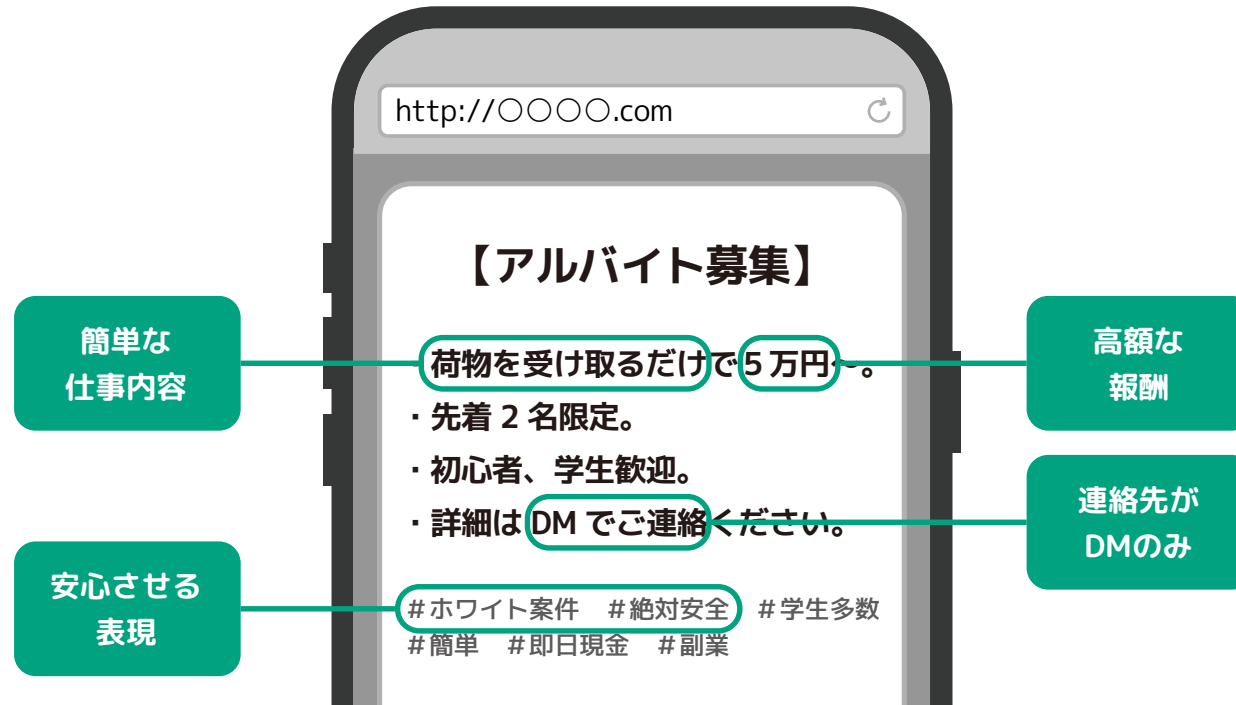 http://○○○○.com
【アルバイト募集】
簡単な
仕事内容
高額な
報酬
・荷物を受け取るだけで5万円〜。
・先着2名限定。
・初心者、学生歓迎。
・詳細はDMでご連絡ください。
連絡先が
DMのみ
安心させる
表現
#ホワイト案件　#絶対安全　#学生多数
#簡単　#即日現金　#副業